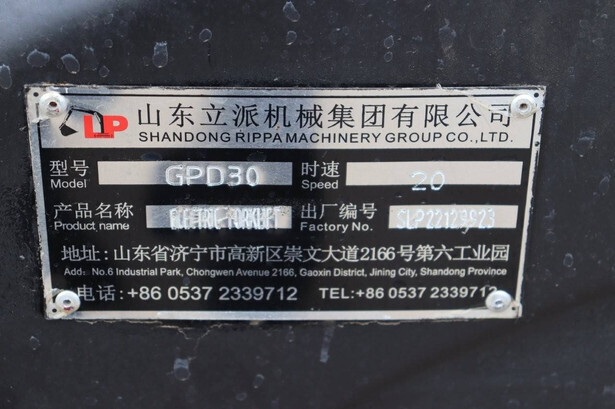 LP 山东立派机械集团有限公司
SHANDONG RIPPA MACHINERY GROUP CO.,LTD.
型号 Model GPD30 时速 Speed 20
产品名称 Product name ELECTRIC FORKLIFT 出厂编号 Factory No.
地址: 山东省济宁市高新区崇文大道2166号第六工业园
Add: No.6 Industrial Park, Chongwen Avenue 2166, Gaoxin District, Jining City, Shandong Province
电话: +86 0537 2339712 TEL:+86 0537 2339712